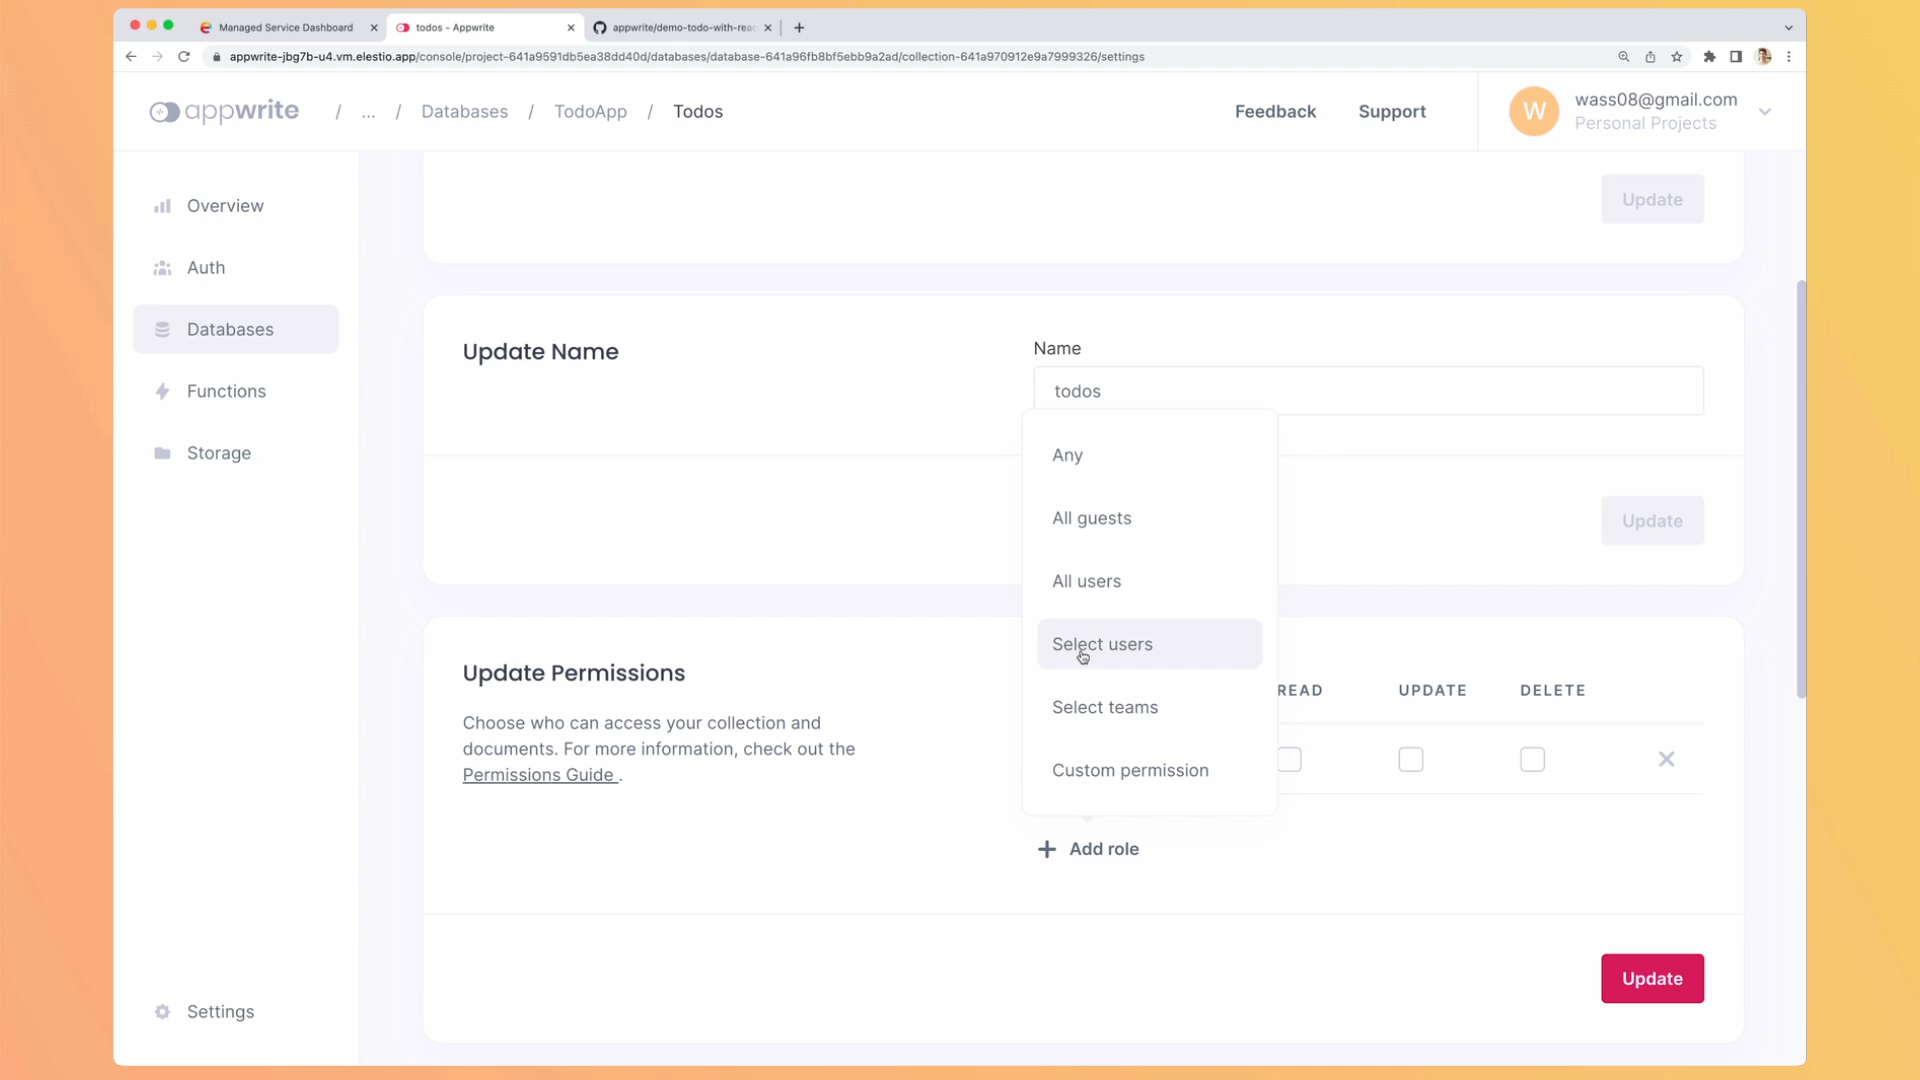 Managed Service Dashboard
todos - Appwrite
appwrite/demo-todo-with-rea
appwrite-jbg7b-u4.vm.elestio.app/console/project-641a9591db5ea38dd40d/databases/database-641a96fb8bf5ebb9a2ad/collection-641a970912e9a7999326/settings
appwrite / ... / Databases / TodoApp / Todos
Feedback
Support
W
wass08@gmail.com
Personal Projects
Overview
Auth
Databases
Functions
Storage
Settings
Update
Update Name
Name
todos
Update
Update Permissions
Choose who can access your collection and
documents. For more information, check out the
Permissions Guide .
Any
All guests
All users
Select users
Select teams
Custom permission
READ
UPDATE
DELETE
Add role
Update